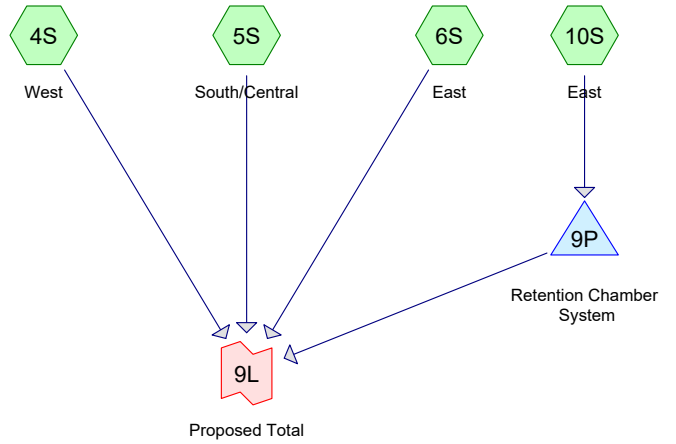 4S
5S
6S
10S
West
South/Central
East
East
9P
Retention Chamber
System
9L
Proposed Total